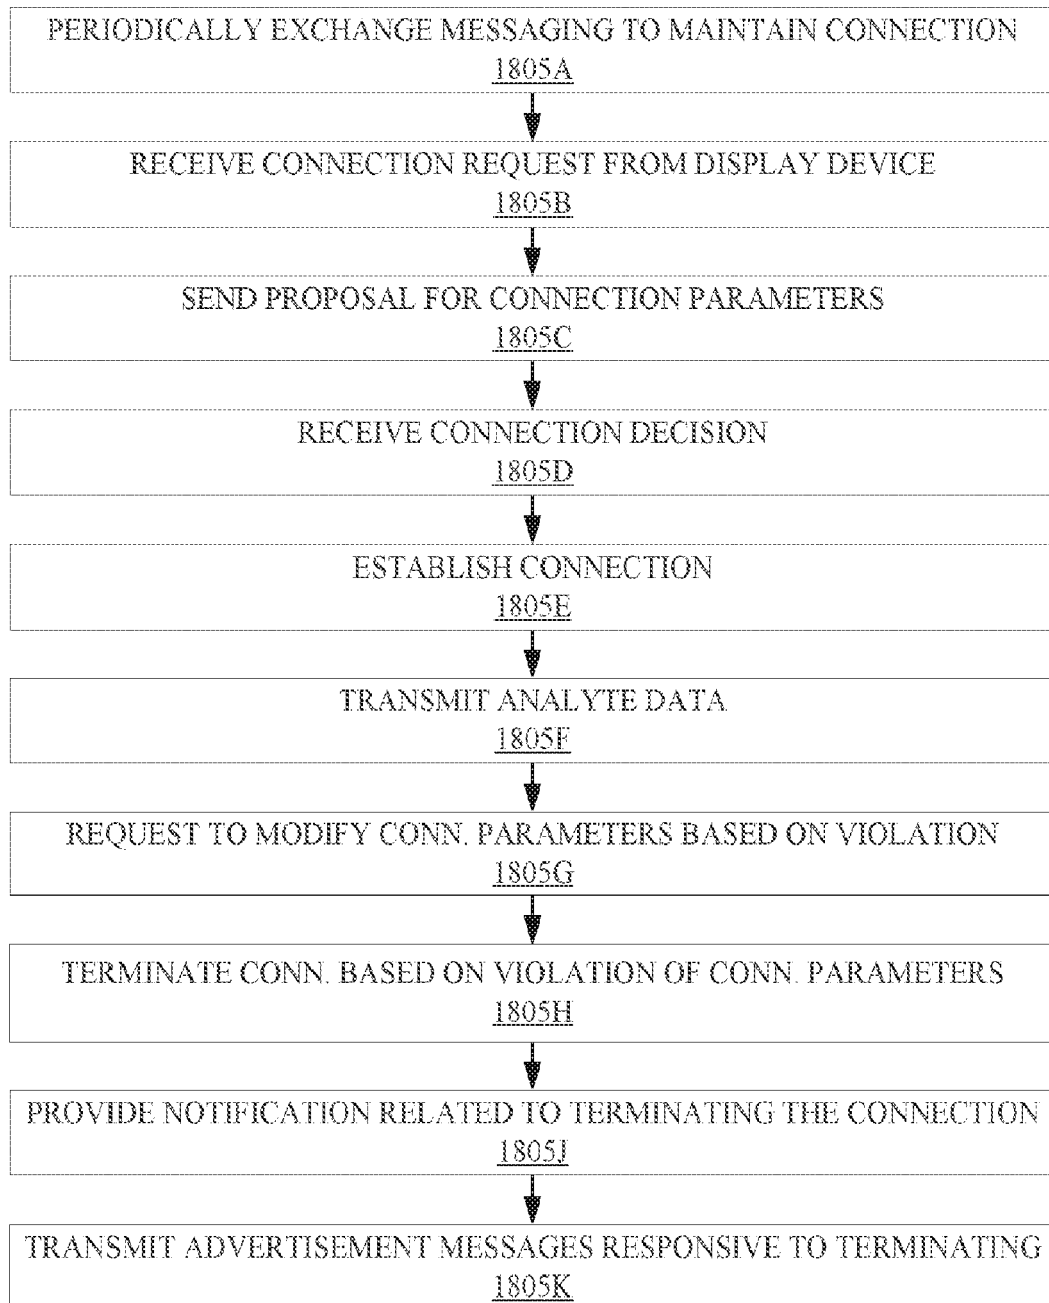 PERIODICALLY EXCHANGE MESSAGING TO MAINTAIN CONNECTION
1805A
RECEIVE CONNECTION REQUEST FROM DISPLAY DEVICE
1805B
SEND PROPOSAL FOR CONNECTION PARAMETERS
1805C
RECEIVE CONNECTION DECISION
1805D
ESTABLISH CONNECTION
1805E
TRANSMIT ANALYTE DATA
1805F
REQUEST TO MODIFY CONN. PARAMETERS BASED ON VIOLATION
1805G
TERMINATE CONN. BASED ON VIOLATION OF CONN. PARAMETERS
1805H
PROVIDE NOTIFICATION RELATED TO TERMINATING THE CONNECTION
1805J
TRANSMIT ADVERTISEMENT MESSAGES RESPONSIVE TO TERMINATING
1805K